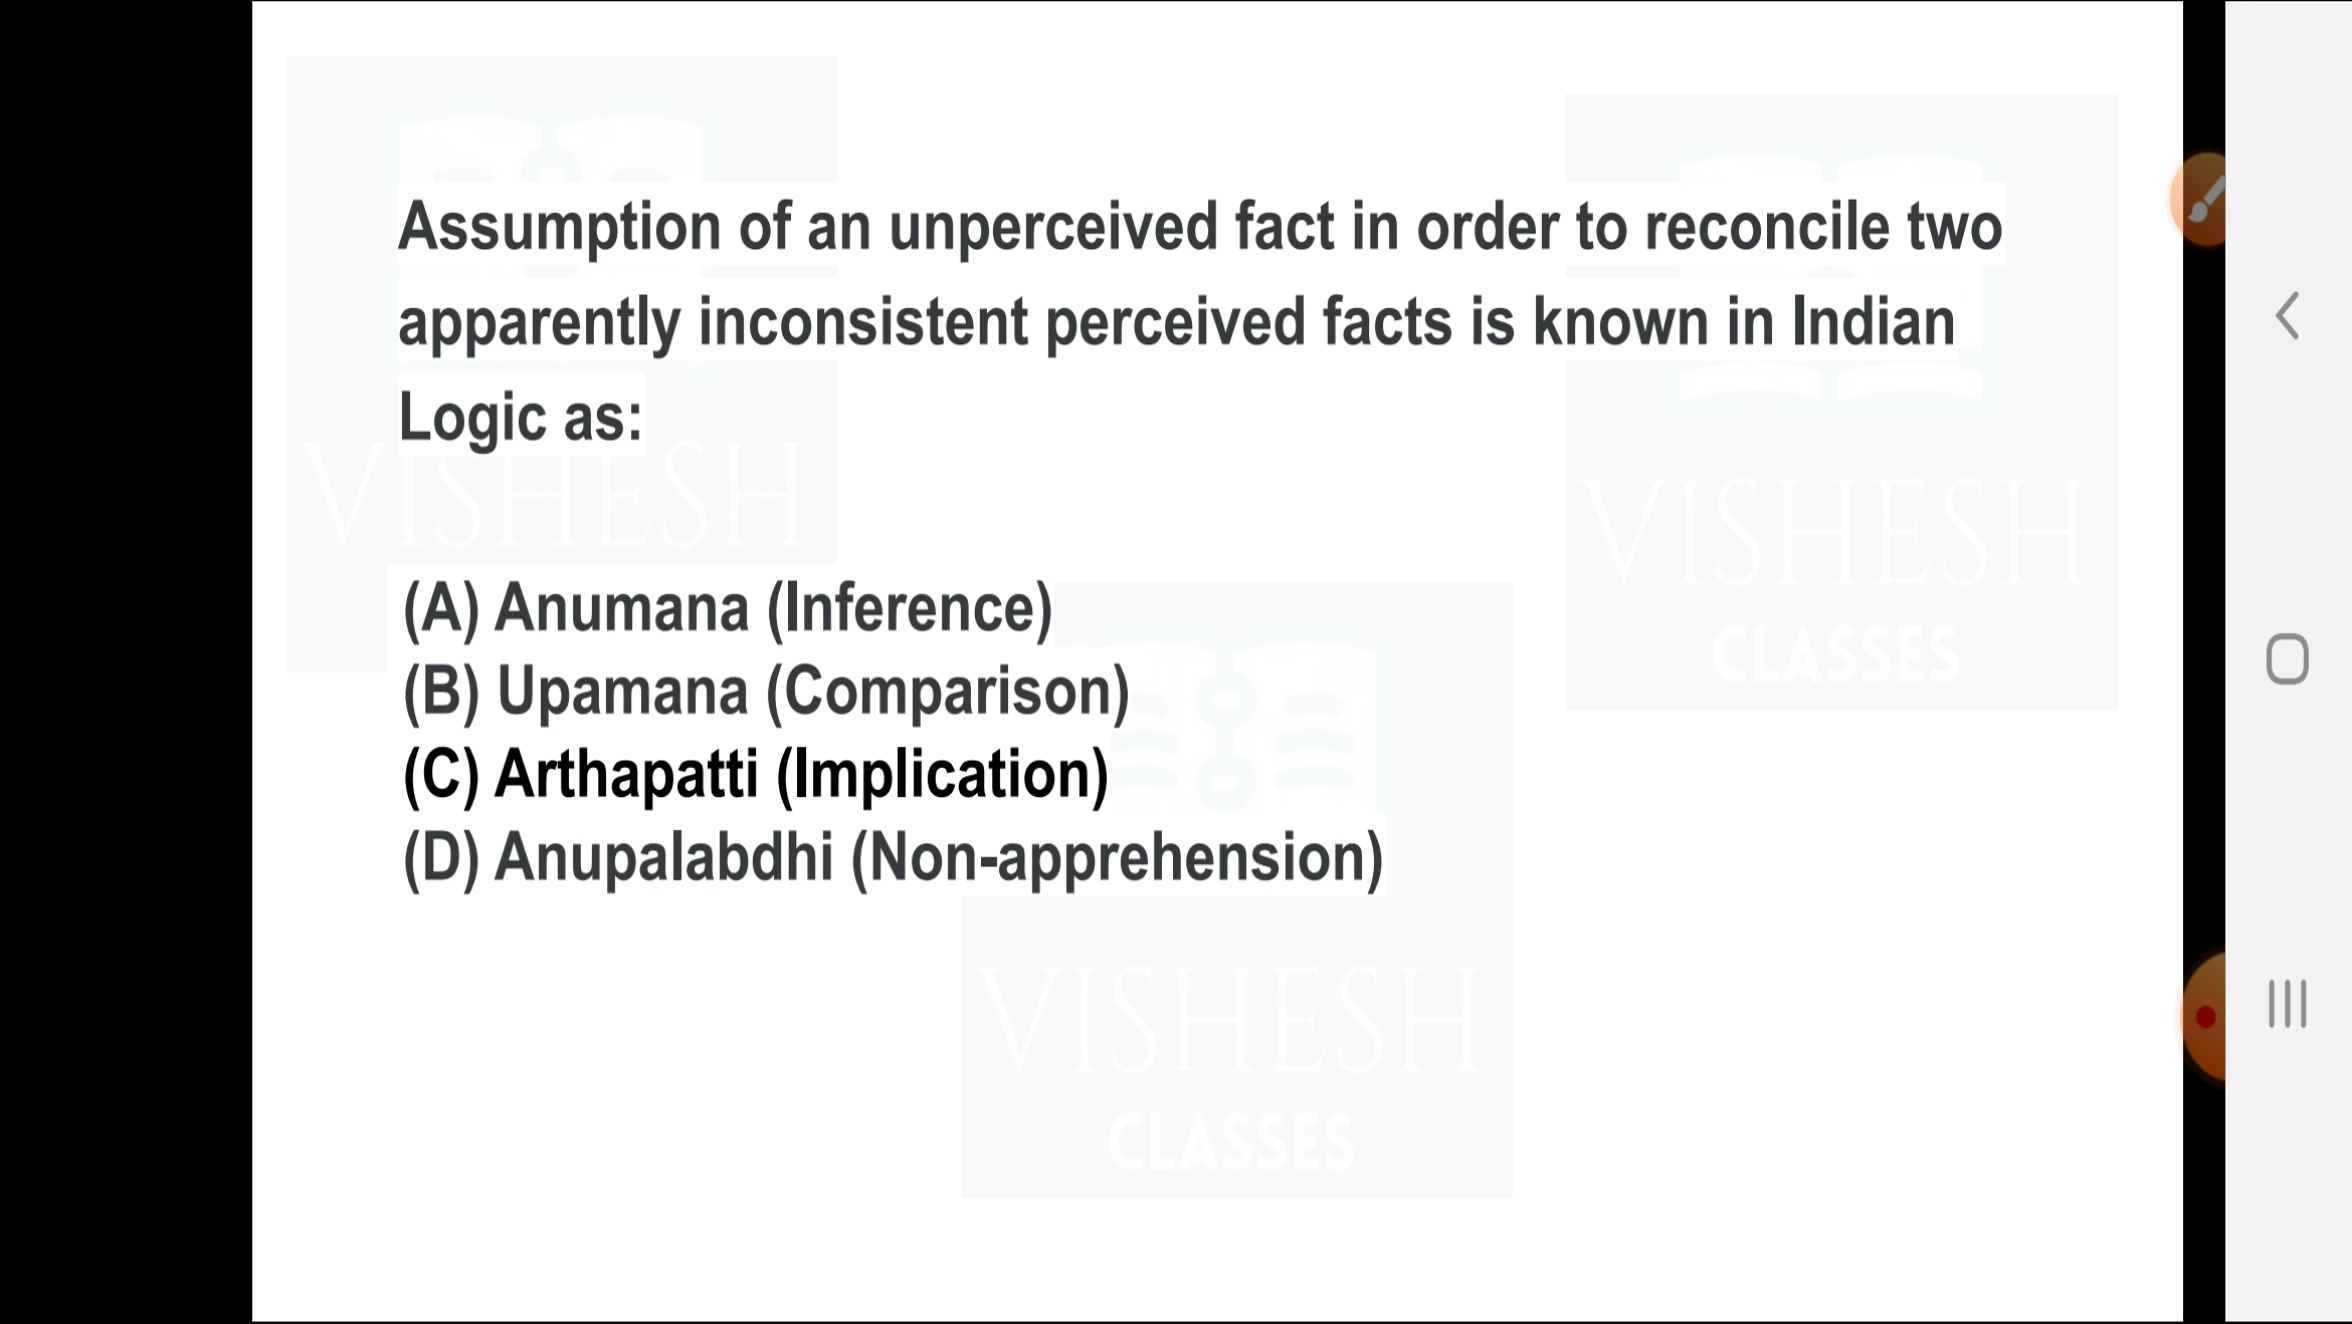 Assumption of an unperceived fact in order to reconcile two
apparently inconsistent perceived facts is known in Indian
Logic as:
VISHESH
VISHESH
CLASSES
(A) Anumana (Inference)
(B) Upamana (Comparison)
(C) Arthapatti (Implication)
(D) Anupalabdhi (Non-apprehension)
VISHESH
CLASSES